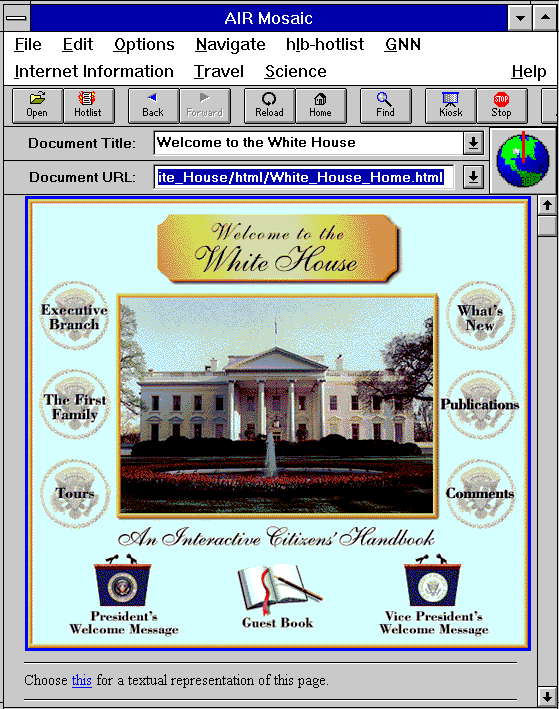 AIR Mosaic
File Edit Options Navigate hlb-hotlist GNN
Internet Information Travel Science Help
Open Hotlist Back Forward Reload Home Find Kiosk Stop
Document Title: Welcome to the White House
Document URL: ite_House/html/White_House_Home.html
Welcome to the
White House
Executive
Branch
What's
New
The First
Family
Publications
Tours
Comments
An Interactive Citizens' Handbook
President's
Welcome Message
Guest Book
Vice President's
Welcome Message
Choose this for a textual representation of this page.